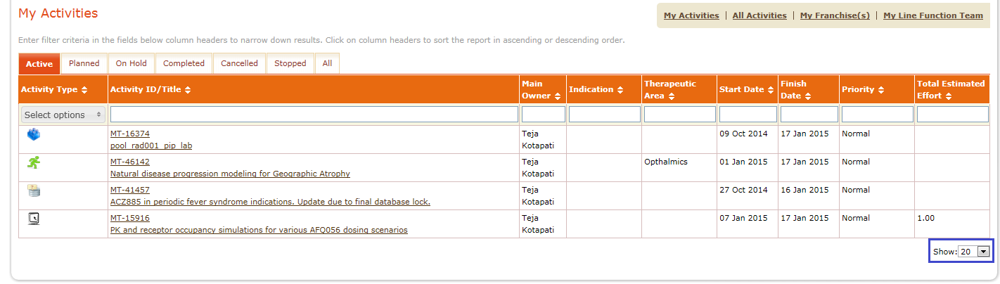 My Activities
My Activities | All Activities | My Franchise(s) | My Line Function Team
Enter filter criteria in the fields below column headers to narrow down results. Click on column headers to sort the report in ascending or descending order.
Active Planned On Hold Completed Cancelled Stopped All
Activity Type Activity ID/Title Main Owner Indication Therapeutic Area Start Date Finish Date Priority Total Estimated Effort
Select options
MT-16374 Teja Kotapati 09 Oct 2014 17 Jan 2015 Normal
pool_rad001_pip_lab
MT-46142 Teja Kotapati Opthalmics 01 Jan 2015 17 Jan 2015 Normal
Natural disease progression modeling for Geographic Atrophy
MT-41457 Teja Kotapati 27 Oct 2014 16 Jan 2015 Normal
ACZ885 in periodic fever syndrome indications. Update due to final database lock.
MT-15916 Teja Kotapati 07 Jan 2015 17 Jan 2015 Normal 1.00
PK and receptor occupancy simulations for various AFQ056 dosing scenarios
Show: 20